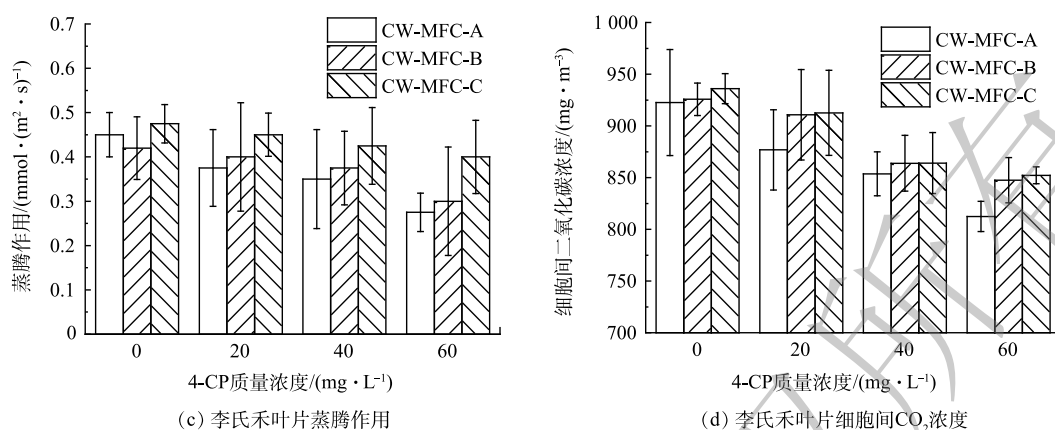 0.7
0.6
0.5
0.4
0.3
0.2
0.1
0
蒸腾作用/(mmol·(m²·s)⁻¹)
CW-MFC-A
CW-MFC-B
CW-MFC-C
0 20 40 60
4-CP质量浓度/(mg·L⁻¹)
(c) 李氏禾叶片蒸腾作用
1 000
950
900
850
800
750
700
细胞间二氧化碳浓度/(mg·m⁻³)
CW-MFC-A
CW-MFC-B
CW-MFC-C
0 20 40 60
4-CP质量浓度/(mg·L⁻¹)
(d) 李氏禾叶片细胞间CO₂浓度
所有